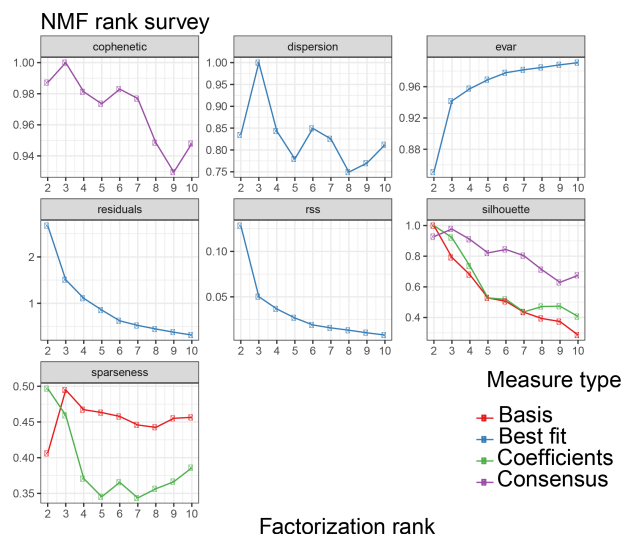 NMF rank survey
cophenetic dispersion evar
1.00 0.98 0.96 0.94
1.00 0.95 0.90 0.85 0.80 0.75
0.96 0.92 0.88
2 3 4 5 6 7 8 9 10 2 3 4 5 6 7 8 9 10 2 3 4 5 6 7 8 9 10
residuals rss silhouette
2 1
0.10 0.05
1.0 0.8 0.6 0.4
2 3 4 5 6 7 8 9 10 2 3 4 5 6 7 8 9 10 2 3 4 5 6 7 8 9 10
sparseness
0.50
0.45
0.40
0.35
2 3 4 5 6 7 8 9 10
Measure type
Basis
Best fit
Coefficients
Consensus
Factorization rank